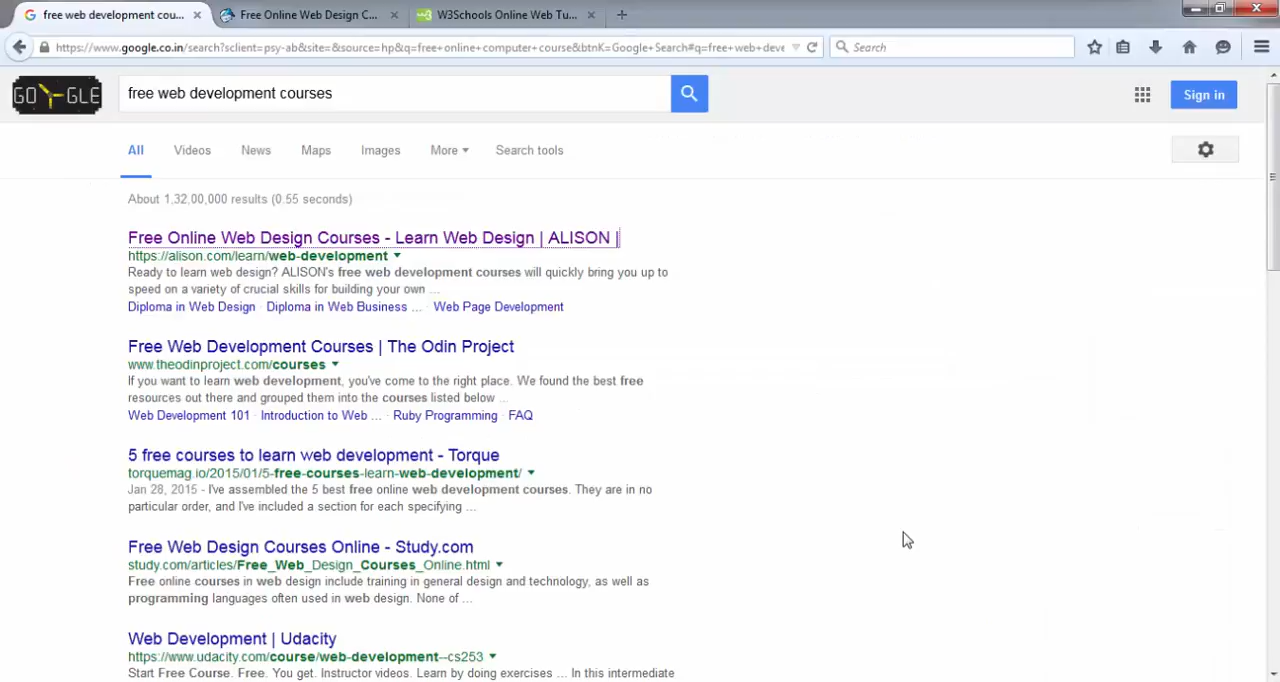 free web development cou...
Free Online Web Design C...
W3Schools Online Web Tu...
https://www.google.co.in/search?sclient=psy-ab&site=&source=hp&q=free+online+computer+course&btnK=Google+Search#q=free+web+deve
Search
GO GLE
free web development courses
Sign in
All Videos News Maps Images More Search tools
About 1,32,00,000 results (0.55 seconds)
Free Online Web Design Courses - Learn Web Design | ALISON |
https://alison.com/learn/web-development
Ready to learn web design? ALISON's free web development courses will quickly bring you up to
speed on a variety of crucial skills for building your own ...
Diploma in Web Design · Diploma in Web Business ... · Web Page Development
Free Web Development Courses | The Odin Project
www.theodinproject.com/courses
If you want to learn web development, you've come to the right place. We found the best free
resources out there and grouped them into the courses listed below ...
Web Development 101 · Introduction to Web ... · Ruby Programming · FAQ
5 free courses to learn web development - Torque
torquemag.io/2015/01/5-free-courses-learn-web-development/
Jan 28, 2015 - I've assembled the 5 best free online web development courses. They are in no
particular order, and I've included a section for each specifying ...
Free Web Design Courses Online - Study.com
study.com/articles/Free_Web_Design_Courses_Online.html
Free online courses in web design include training in general design and technology, as well as
programming languages often used in web design. None of ...
Web Development | Udacity
https://www.udacity.com/course/web-development--cs253
Start Free Course. Free. You get. Instructor videos. Learn by doing exercises ... In this intermediate